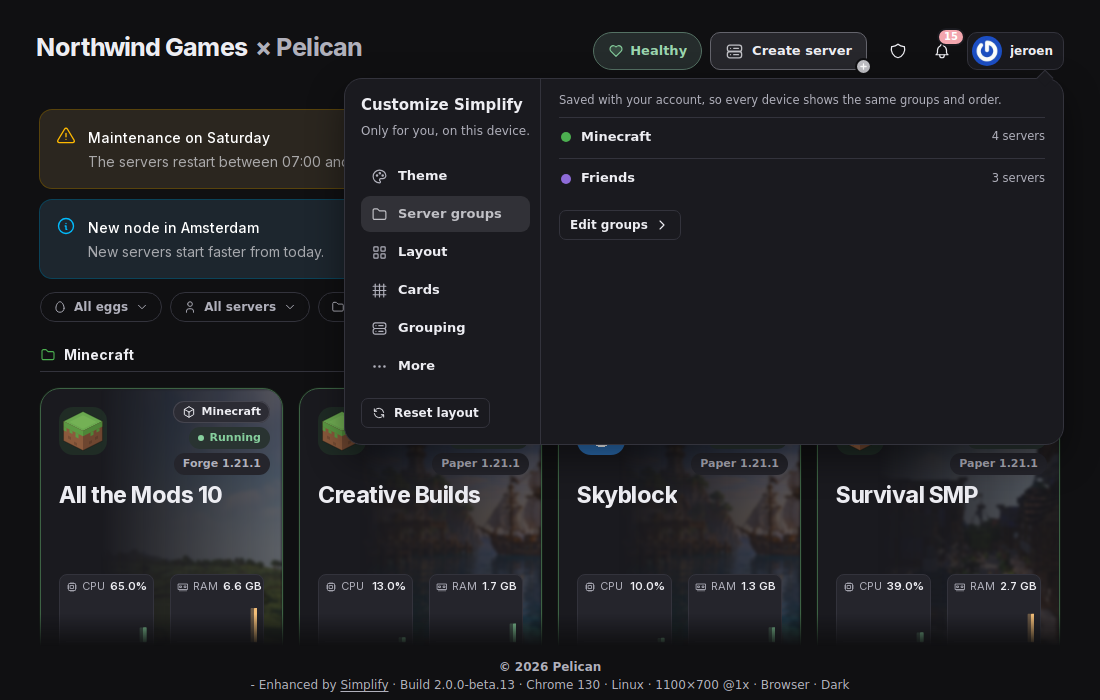 Northwind Games × Pelican
Healthy
Create server
15
jeroen
Customize Simplify
Only for you, on this device.
Theme
Server groups
Layout
Cards
Grouping
More
Reset layout
Saved with your account, so every device shows the same groups and order.
Minecraft 4 servers
Friends 3 servers
Edit groups
Maintenance on Saturday
The servers restart between 07:00 and
New node in Amsterdam
New servers start faster from today.
All eggs
All servers
Minecraft
Minecraft
Running
Forge 1.21.1
All the Mods 10
CPU 65.0%
RAM 6.6 GB
Paper 1.21.1
Creative Builds
CPU 13.0%
RAM 1.7 GB
Paper 1.21.1
Skyblock
CPU 10.0%
RAM 1.3 GB
Paper 1.21.1
Survival SMP
CPU 39.0%
RAM 2.7 GB
© 2026 Pelican
- Enhanced by Simplify · Build 2.0.0-beta.13 · Chrome 130 · Linux · 1100×700 @1x · Browser · Dark